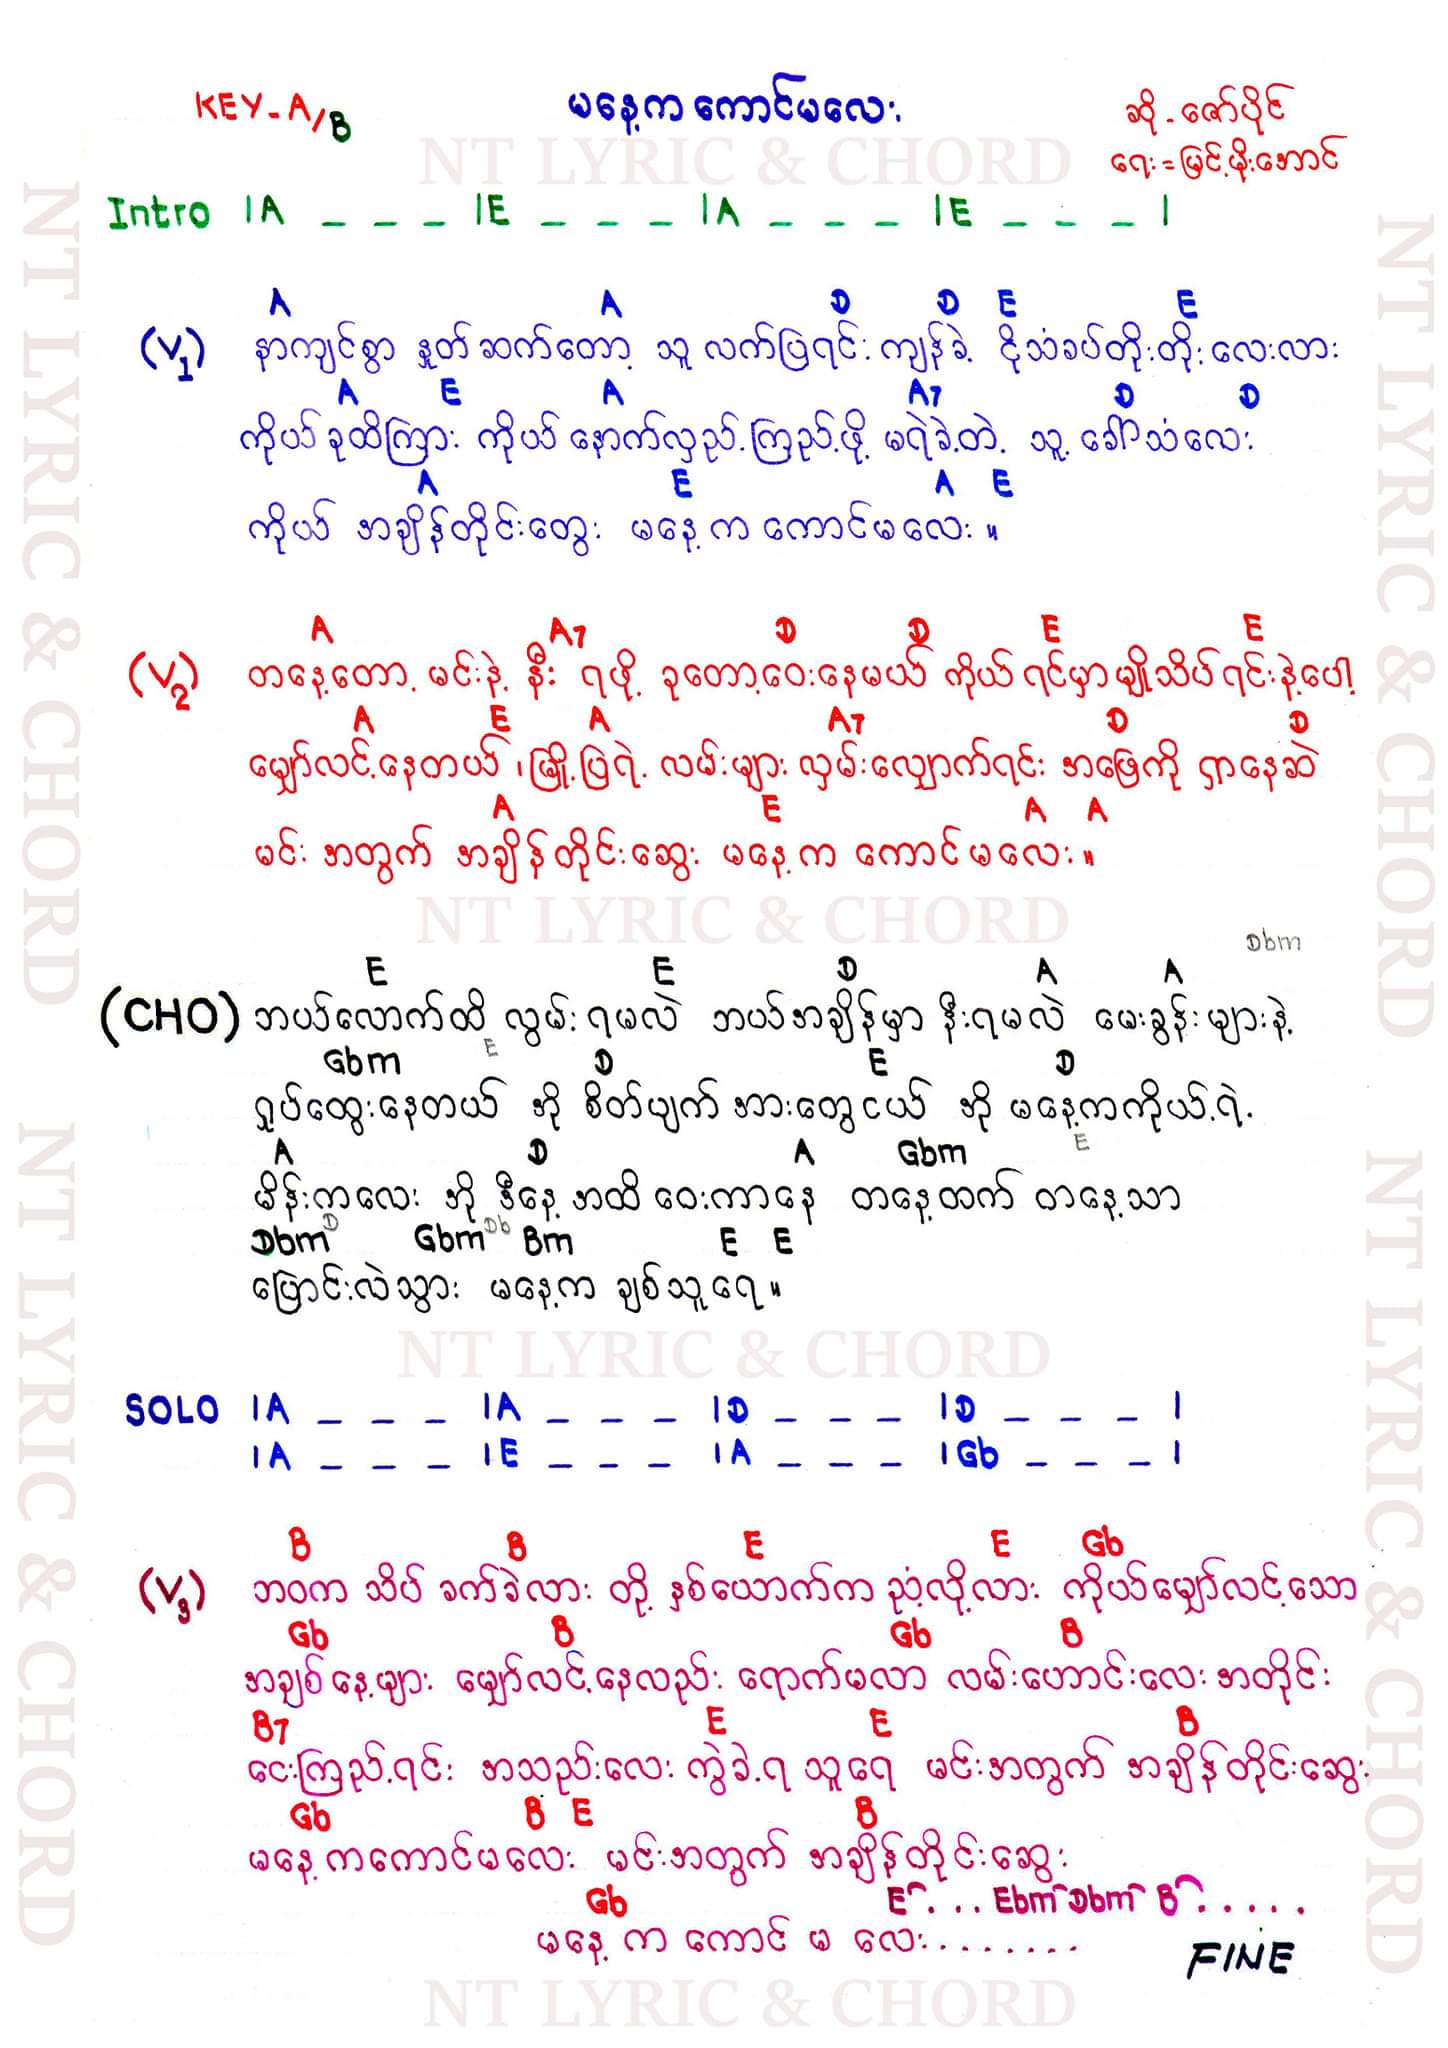 KEY - A/B
မနေ့က ကောင်မလေး
ဆို - ဇော်ပိုင်
ရေး = မြင့်မိုးအောင်
NT LYRIC & CHORD
Intro |A _ _ _ |E _ _ _ |A _ _ _ |E _ _ _ |
A A D D E E
(V1) နာကျင်စွာ နှုတ်ဆက်တော့ သူ လက်ပြရင်း ကျန်ခဲ့ ငိုသံခပ်တိုးတိုးလေးလား
A E A A7 D D
ကိုယ် ခုထိကြား ကိုယ် နောက်လှည့်ကြည့်ဖို့ မရဲခဲ့တဲ့ သူ့ ခေါ်သံလေး
A E A E
ကိုယ် အချိန်တိုင်းတွေး မနေ့က ကောင်မလေး ။
A A7 D D E E
(V2) တနေ့တော့ မင်းနဲ့ နီး ရဖို့ ခုတော့ဝေးနေမယ် ကိုယ် ရင်မှာမျိုသိပ်ရင်းနဲ့ပေါ့
A E A A7 D D
မျှော်လင့်နေတယ် ၊ မြို့ပြရဲ့ လမ်းများ လှမ်းလျှောက်ရင်း အဖြေကို ရှာနေဆဲ
A E A A
မင်း အတွက် အချိန်တိုင်းဆွေး မနေ့က ကောင်မလေး ။
NT LYRIC & CHORD
E E D A A Dbm
(CHO) ဘယ်လောက်ထိ လွမ်းရမလဲ ဘယ်အချိန်မှာ နီးရမလဲ မေးခွန်းများနဲ့
Gbm E D E D
ရှုပ်ထွေးနေတယ် အို စိတ်ပျက်အားတွေငယ် အို မနေ့ကကိုယ့်ရဲ့
A D A Gbm E
မိန်းကလေး အို ဒီနေ့အထိ ဝေးကာနေ တနေ့ထက် တနေ့သာ
Dbm D Gbm Db Bm E E
ပြောင်းလဲသွား မနေ့က ချစ်သူရေ ။
NT LYRIC & CHORD
SOLO |A _ _ _ |A _ _ _ |D _ _ _ |D _ _ _ |
|A _ _ _ |E _ _ _ |A _ _ _ |Gb _ _ _ |
B B E E Gb
(V3) ဘဝက သိပ် ခက်ခဲလား တို့ နှစ်ယောက်က ညံ့လို့လား ကိုယ်မျှော်လင့်သော
Gb B Gb B
အချစ်နေ့များ မျှော်လင့်နေလည်း ရောက်မလာ လမ်းဟောင်းလေးအတိုင်း
B7 E E B
ငေးကြည့်ရင်း အသည်းလေး ကွဲခဲ့ရ သူရေ မင်းအတွက် အချိန်တိုင်းဆွေး
Gb B E B
မနေ့ကကောင်မလေး မင်းအတွက် အချိန်တိုင်းဆွေး
Gb E . . . Ebm Dbm B . . . . .
မနေ့ က ကောင် မ လေး........
FINE
NT LYRIC & CHORD
NT LYRIC & CHORD
NT LYRIC & CHORD
NT LYRIC & CHORD
NT LYRIC & CHORD